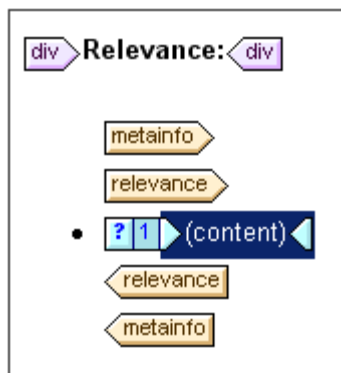 div Relevance: div
metainfo
relevance
? 1 (content)
relevance
metainfo